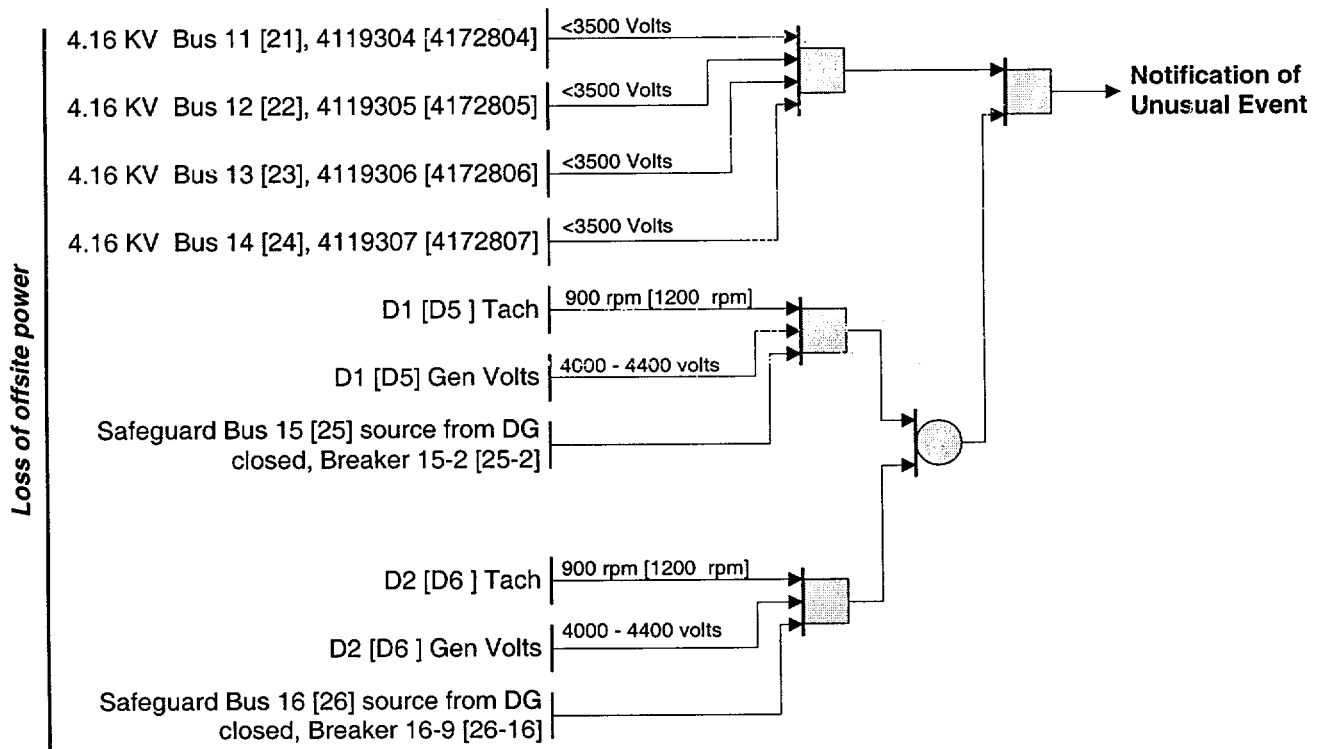 Loss of offsite power
4.16 KV Bus 11 [21], 4119304 [4172804]
<3500 Volts
4.16 KV Bus 12 [22], 4119305 [4172805]
<3500 Volts
4.16 KV Bus 13 [23], 4119306 [4172806]
<3500 Volts
4.16 KV Bus 14 [24], 4119307 [4172807]
<3500 Volts
Notification of
Unusual Event
D1 [D5 ] Tach
900 rpm [1200 rpm]
D1 [D5] Gen Volts
4000 - 4400 volts
Safeguard Bus 15 [25] source from DG
closed, Breaker 15-2 [25-2]
D2 [D6 ] Tach
900 rpm [1200 rpm]
D2 [D6 ] Gen Volts
4000 - 4400 volts
Safeguard Bus 16 [26] source from DG
closed, Breaker 16-9 [26-16]